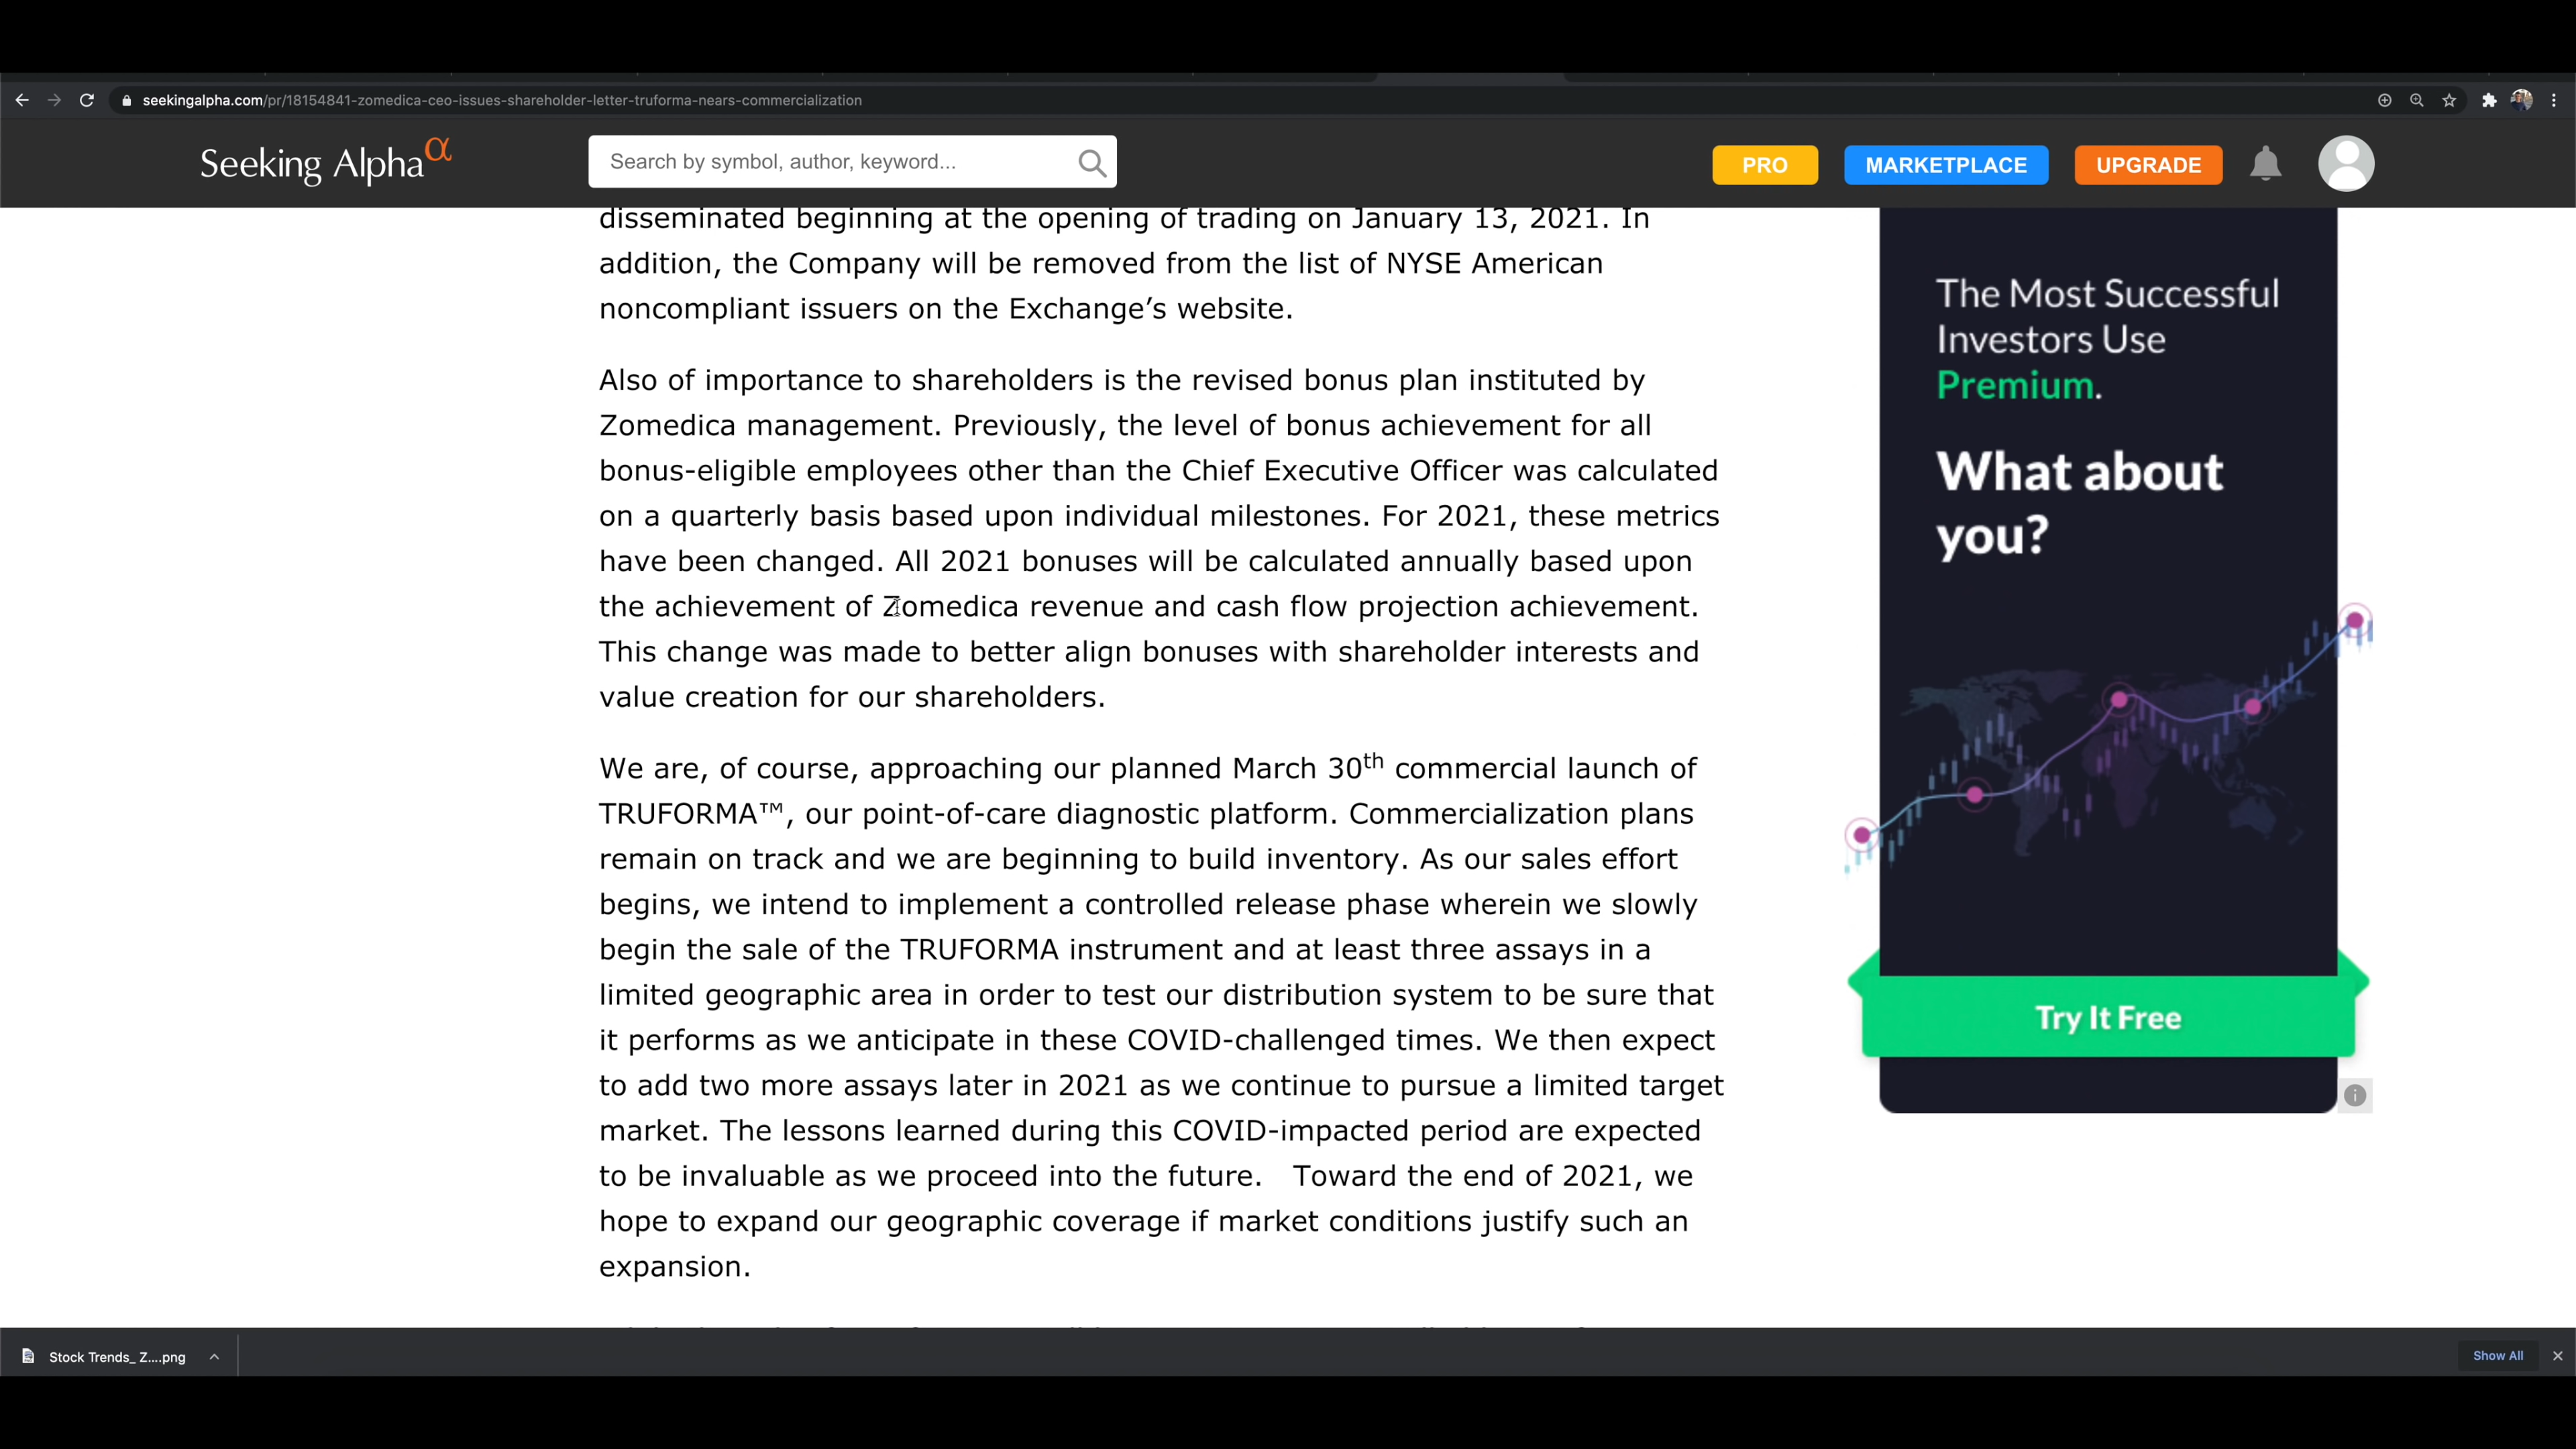 seekingalpha.com/pr/18154841-zomedica-ceo-issues-shareholder-letter-truforma-nears-commercialization
Seeking Alpha α
Search by symbol, author, keyword...
PRO
MARKETPLACE
UPGRADE
disseminated beginning at the opening of trading on January 13, 2021. In
addition, the Company will be removed from the list of NYSE American
noncompliant issuers on the Exchange’s website.
Also of importance to shareholders is the revised bonus plan instituted by
Zomedica management. Previously, the level of bonus achievement for all
bonus-eligible employees other than the Chief Executive Officer was calculated
on a quarterly basis based upon individual milestones. For 2021, these metrics
have been changed. All 2021 bonuses will be calculated annually based upon
the achievement of Zomedica revenue and cash flow projection achievement.
This change was made to better align bonuses with shareholder interests and
value creation for our shareholders.
We are, of course, approaching our planned March 30th commercial launch of
TRUFORMA™, our point-of-care diagnostic platform. Commercialization plans
remain on track and we are beginning to build inventory. As our sales effort
begins, we intend to implement a controlled release phase wherein we slowly
begin the sale of the TRUFORMA instrument and at least three assays in a
limited geographic area in order to test our distribution system to be sure that
it performs as we anticipate in these COVID-challenged times. We then expect
to add two more assays later in 2021 as we continue to pursue a limited target
market. The lessons learned during this COVID-impacted period are expected
to be invaluable as we proceed into the future. Toward the end of 2021, we
hope to expand our geographic coverage if market conditions justify such an
expansion.
The Most Successful
Investors Use
Premium.
What about
you?
Try It Free
Stock Trends_ Z....png
Show All